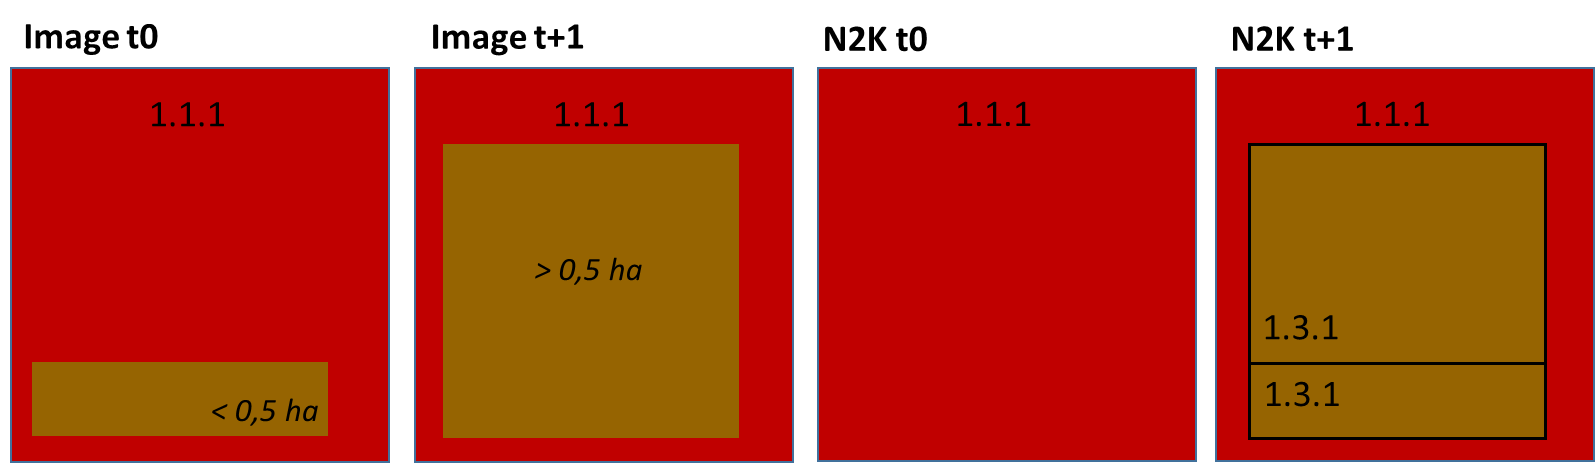 Image t0
Image t+1
N2K t0
N2K t+1
1.1.1
1.1.1
1.1.1
1.1.1
> 0,5 ha
1.3.1
< 0,5 ha
1.3.1